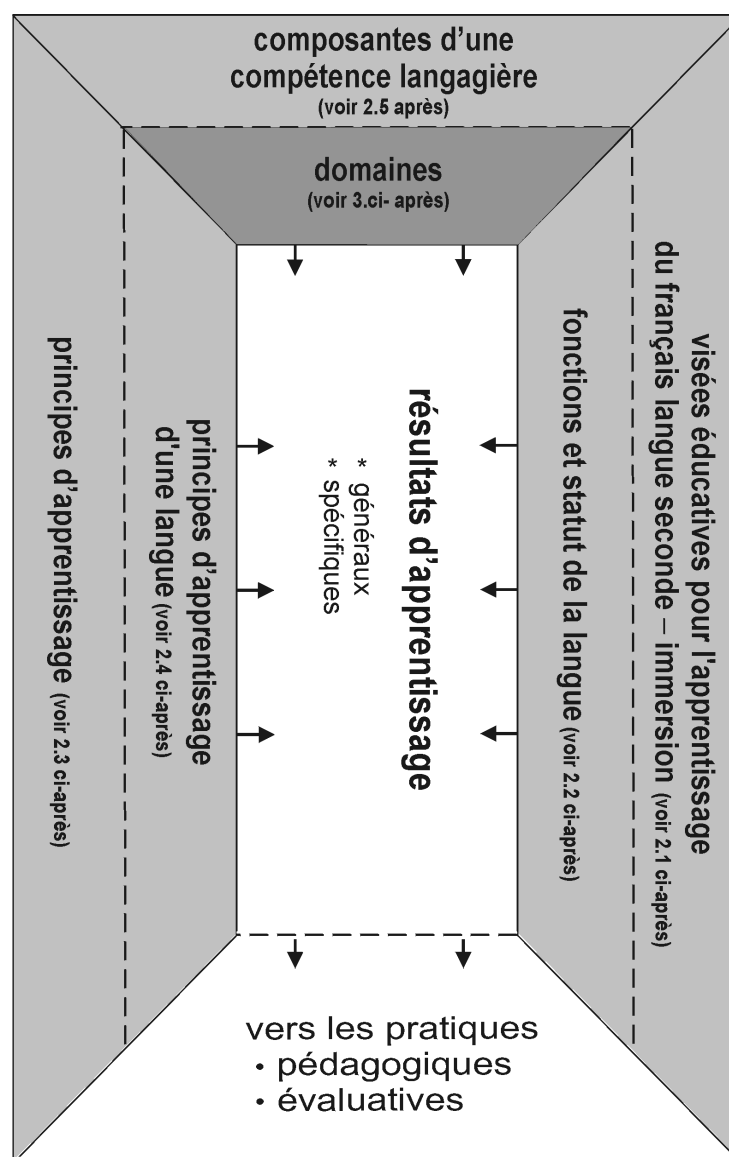 composantes d’une
compétence langagière
(voir 2.5 après)
domaines
(voir 3.ci- après)
principes d’apprentissage (voir 2.3 ci-après)
principes d’apprentissage
d'une langue (voir 2.4 ci-après)
résultats d’apprentissage
* généraux
* spécifiques
fonctions et statut de la langue (voir 2.2 ci-après)
visées éducatives pour l'apprentissage
du français langue seconde – immersion (voir 2.1 ci-après)
vers les pratiques
• pédagogiques
• évaluatives